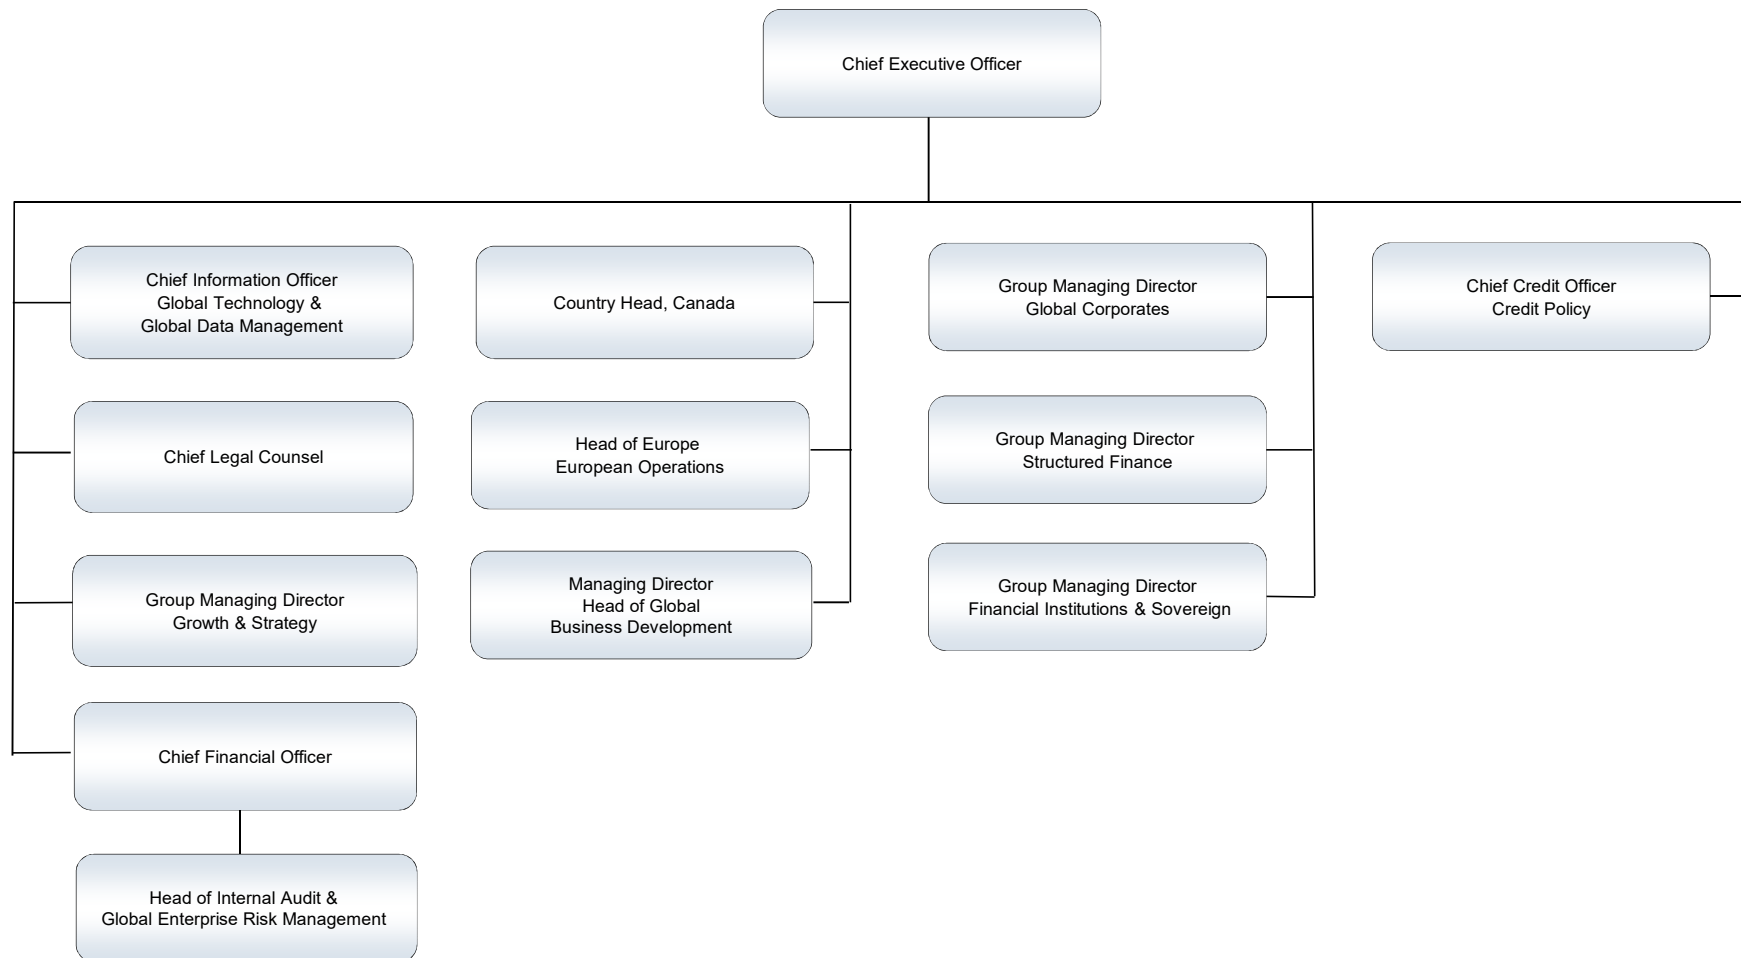 Chief Executive Officer
Chief Information Officer
Global Technology &
Global Data Management
Chief Legal Counsel
Group Managing Director
Growth & Strategy
Chief Financial Officer
Head of Internal Audit &
Global Enterprise Risk Management
Country Head, Canada
Head of Europe
European Operations
Managing Director
Head of Global
Business Development
Group Managing Director
Global Corporates
Group Managing Director
Structured Finance
Group Managing Director
Financial Institutions & Sovereign
Chief Credit Officer
Credit Policy